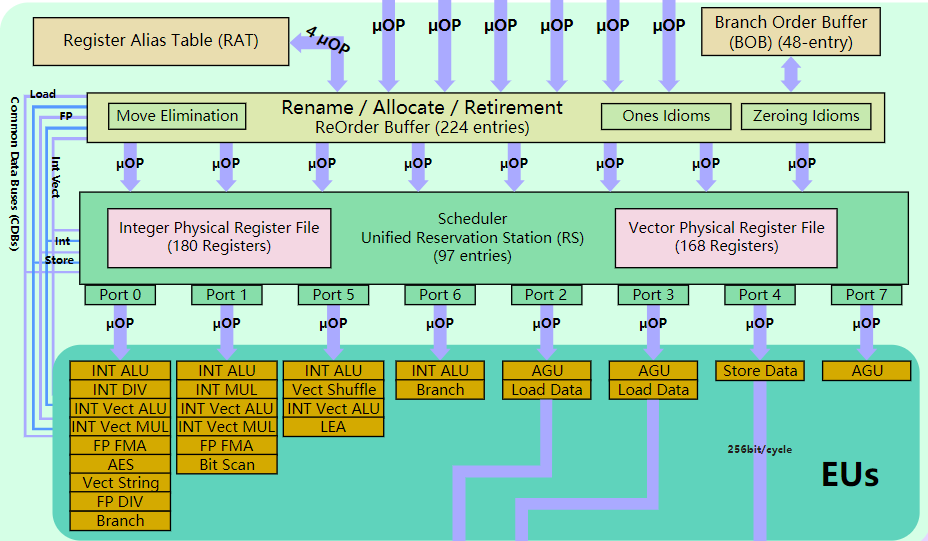 Register Alias Table (RAT)
4 μOP
μOP
μOP
μOP
μOP
μOP
Branch Order Buffer
(BOB) (48-entry)
Load
FP
Common Data Buses (CDBs)
Int Vect
Int
Store
Rename / Allocate / Retirement
ReOrder Buffer (224 entries)
Move Elimination
Ones Idioms
Zeroing Idioms
μOP
μOP
μOP
μOP
μOP
μOP
μOP
μOP
Integer Physical Register File
(180 Registers)
Scheduler
Unified Reservation Station (RS)
(97 entries)
Vector Physical Register File
(168 Registers)
Port 0
Port 1
Port 5
Port 6
Port 2
Port 3
Port 4
Port 7
μOP
μOP
μOP
μOP
μOP
μOP
μOP
μOP
INT ALU
INT DIV
INT Vect ALU
INT Vect MUL
FP FMA
AES
Vect String
FP DIV
Branch
INT ALU
INT MUL
INT Vect ALU
INT Vect MUL
FP FMA
Bit Scan
INT ALU
Vect Shuffle
INT Vect ALU
LEA
INT ALU
Branch
AGU
Load Data
AGU
Load Data
Store Data
AGU
256bit/cycle
EUs